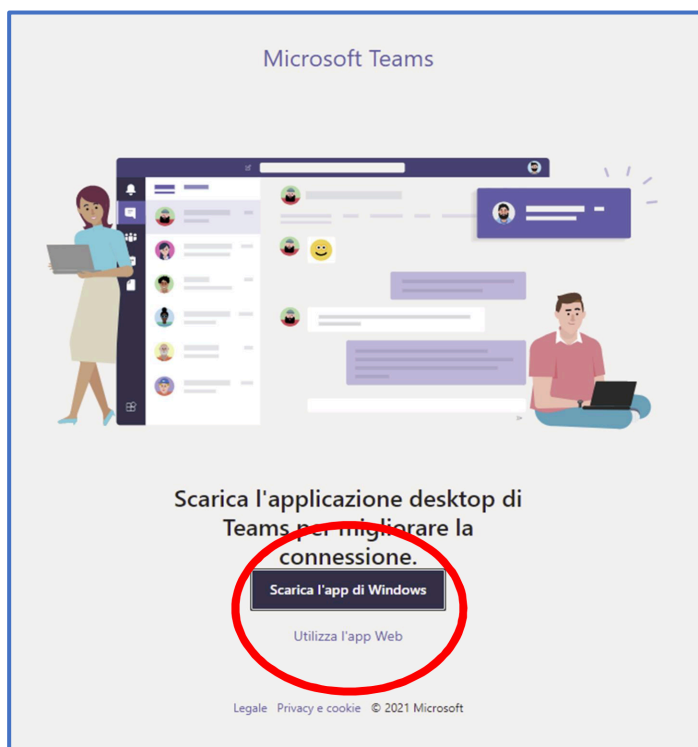 Microsoft Teams
Scarica l'applicazione desktop di
Teams per migliorare la
connessione.
Scarica l'app di Windows
Utilizza l'app Web
Legale Privacy e cookie © 2021 Microsoft